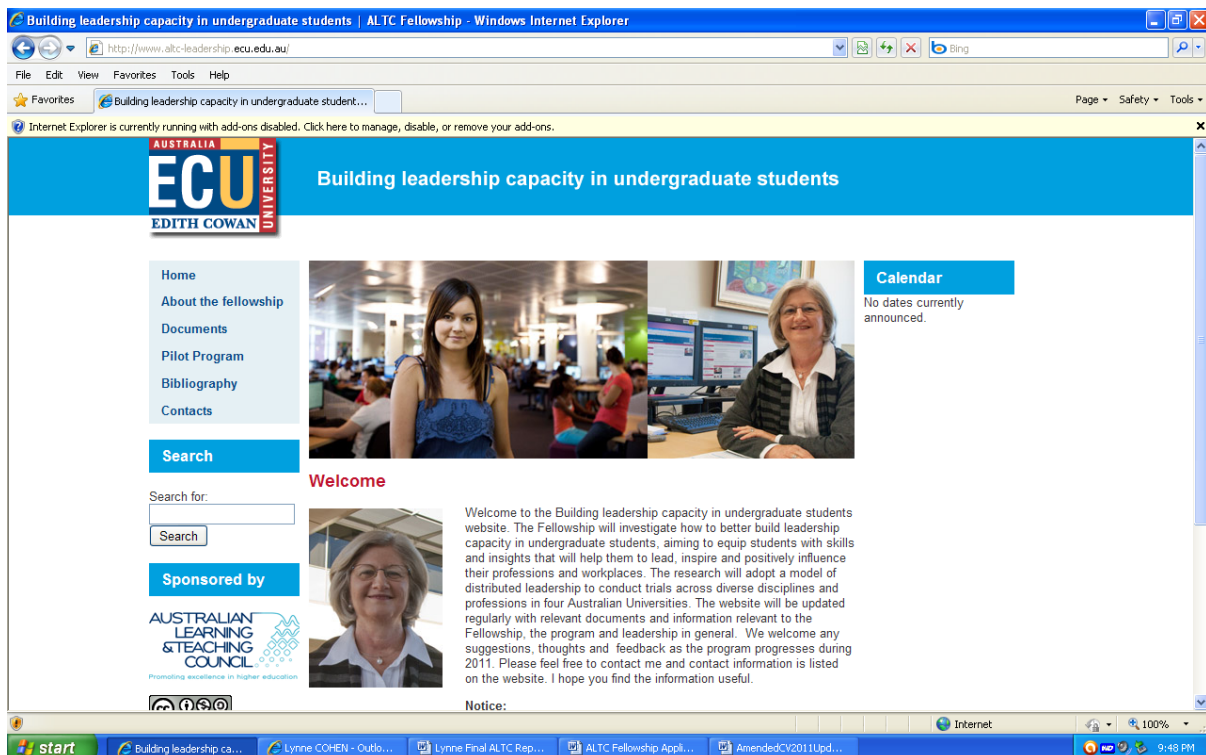 Building leadership capacity in undergraduate students | ALTC Fellowship - Windows Internet Explorer
http://www.altc-leadership.ecu.edu.au/
Bing
File Edit View Favorites Tools Help
Favorites
Building leadership capacity in undergraduate student...
Page Safety Tools
Internet Explorer is currently running with add-ons disabled. Click here to manage, disable, or remove your add-ons.
AUSTRALIA
ECU
EDITH COWAN
UNIVERSITY
Building leadership capacity in undergraduate students
Home
About the fellowship
Documents
Pilot Program
Bibliography
Contacts
Calendar
No dates currently
announced.
Search
Search for:
Search
Sponsored by
AUSTRALIAN
LEARNING
&TEACHING
COUNCIL
Promoting excellence in higher education
cc
Welcome
Welcome to the Building leadership capacity in undergraduate students
website. The Fellowship will investigate how to better build leadership
capacity in undergraduate students, aiming to equip students with skills
and insights that will help them to lead, inspire and positively influence
their professions and workplaces. The research will adopt a model of
distributed leadership to conduct trials across diverse disciplines and
professions in four Australian Universities. The website will be updated
regularly with relevant documents and information relevant to the
Fellowship, the program and leadership in general. We welcome any
suggestions, thoughts and feedback as the program progresses during
2011. Please feel free to contact me and contact information is listed
on the website. I hope you find the information useful.
Notice:
Internet
100%
start
Building leadership ca...
Lynne COHEN - Outlo...
Lynne Final ALTC Rep...
ALTC Fellowship Appli...
AmendedCV2011Upd...
9:48 PM